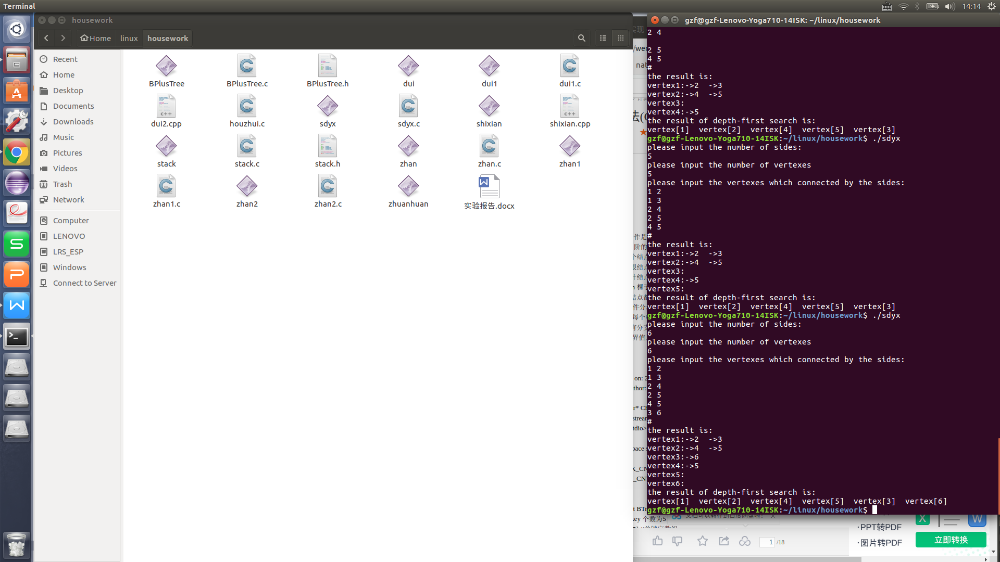 Terminal
14:14
housework
Home
linux
housework
Recent
Home
Desktop
Documents
Downloads
Music
Pictures
Videos
Trash
Network
Computer
LENOVO
LRS_ESP
Windows
Connect to Server
BPlusTree
BPlusTree.c
BPlusTree.h
dui
dui1
dui1.c
dui2.cpp
houzhui.c
sdyx
sdyx.c
shixian
shixian.cpp
stack
stack.c
stack.h
zhan
zhan.c
zhan1
zhan1.c
zhan2
zhan2.c
zhuanhuan
实验报告.docx
gzf@gzf-Lenovo-Yoga710-14ISK: ~/linux/housework
2 4
2 5
4 5
#
the result is:
vertex1:->2  ->3
vertex2:->4  ->5
vertex3:
vertex4:->5
the result of depth-first search is:
vertex[1]  vertex[2]  vertex[4]  vertex[5]  vertex[3]
gzf@gzf-Lenovo-Yoga710-14ISK:~/linux/housework$ ./sdyx
please input the number of sides:
5
please input the number of vertexes
5
please input the vertexes which connected by the sides:
1 2
1 3
2 4
2 5
4 5
#
the result is:
vertex1:->2  ->3
vertex2:->4  ->5
vertex3:
vertex4:->5
vertex5:
the result of depth-first search is:
vertex[1]  vertex[2]  vertex[4]  vertex[5]  vertex[3]
gzf@gzf-Lenovo-Yoga710-14ISK:~/linux/housework$ ./sdyx
please input the number of sides:
6
please input the number of vertexes
6
please input the vertexes which connected by the sides:
1 2
1 3
2 4
2 5
4 5
3 6
#
the result is:
vertex1:->2  ->3
vertex2:->4  ->5
vertex3:->6
vertex4:->5
vertex5:
vertex6:
the result of depth-first search is:
vertex[1]  vertex[2]  vertex[4]  vertex[5]  vertex[3]  vertex[6]
gzf@gzf-Lenovo-Yoga710-14ISK:~/linux/housework$
key 个数为5
1 /18
·PPT转PDF
·图片转PDF
立即转换